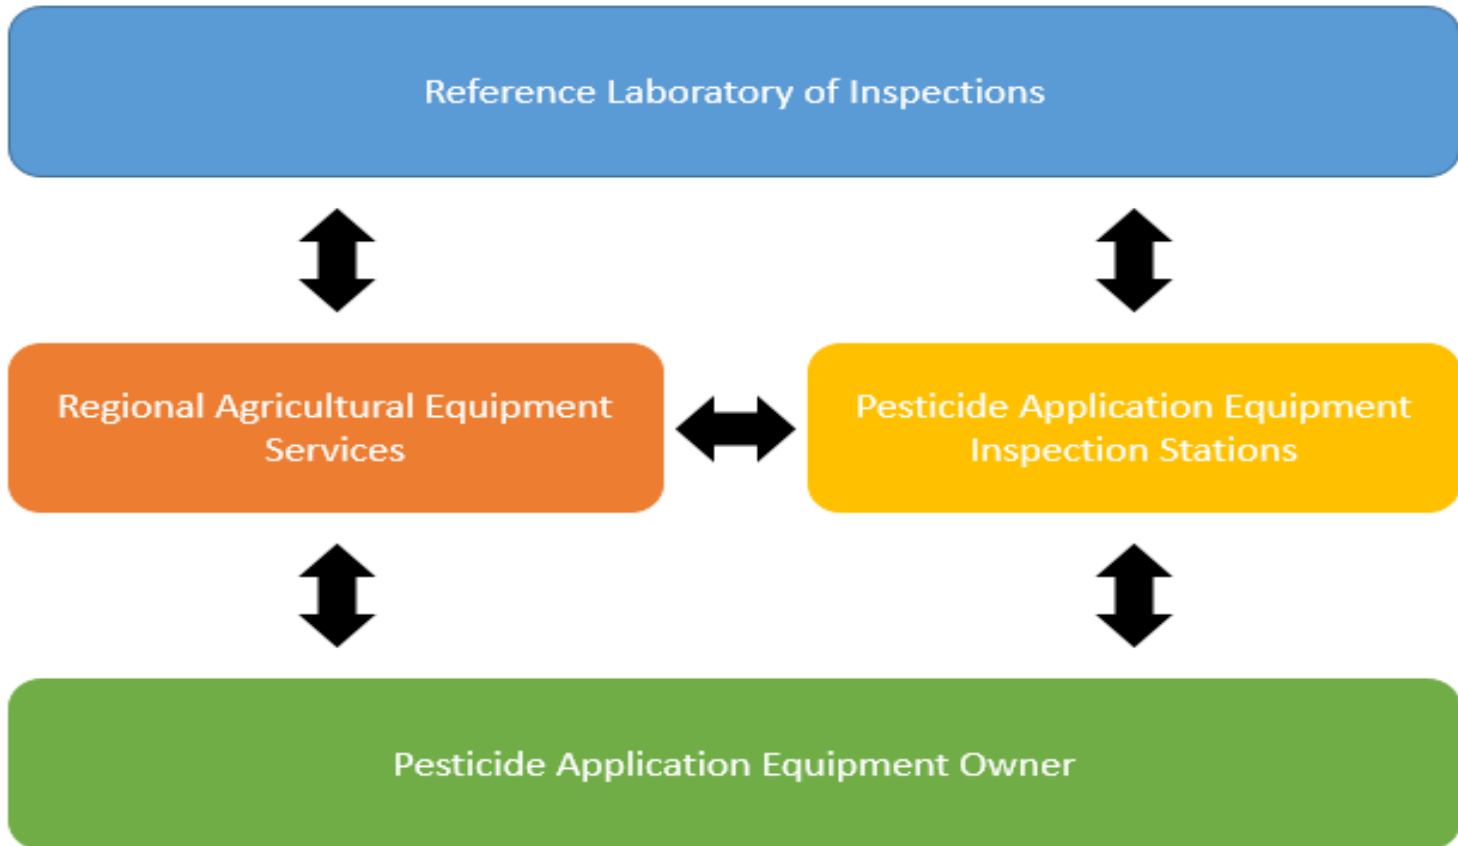 Reference Laboratory of Inspections
Regional Agricultural Equipment
Services
Pesticide Application Equipment
Inspection Stations
Pesticide Application Equipment Owner